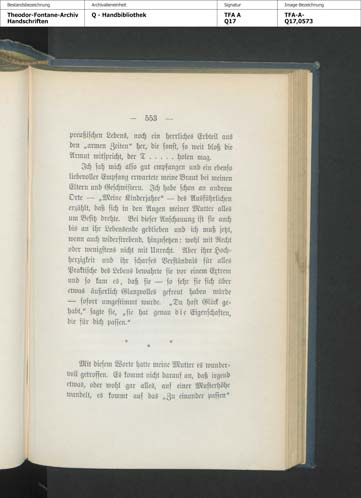 Bestandsbezeichnung
Archivalieneinheit
Signatur
Image-Bezeichnung
Theodor-Fontane-Archiv
Handschriften
Q - Handbibliothek
TFA A
Q17
TFA-A-
Q17,0573
— 553 —
preußischen Lebens, noch ein herrliches Erbteil aus
den „armen Zeiten“ her, die sonst, so weit bloß die
Armut mitspricht, der T . . . . . holen mag.
Ich sah mich also gut empfangen und ein ebenso
liebevoller Empfang erwartete meine Braut bei meinen
Eltern und Geschwistern. Ich habe schon an andrem
Orte — „Meine Kinderjahre“ — des Ausführlichen
erzählt, daß sich in den Augen meiner Mutter alles
um Besitz drehte. Bei dieser Anschauung ist sie auch
bis an ihr Lebensende geblieben und ich muß jetzt,
wenn auch widerstrebend, hinzusetzen: wohl mit Recht
oder wenigstens nicht mit Unrecht. Aber ihre Hoch-
herzigkeit und ihr scharfes Verständnis für alles
Praktische des Lebens bewahrte sie vor einem Extrem
und so kam es, daß sie — so sehr sie sich über
etwas äußerlich Glanzvolles gefreut haben würde
— sofort umgestimmt wurde. „Du hast Glück ge-
habt,“ sagte sie, „sie hat genau die Eigenschaften,
die für dich passen.“
* * *
Mit diesem Worte hatte meine Mutter es wunder-
voll getroffen. Es kommt nicht darauf an, daß irgend
etwas, oder wohl gar alles, auf einer Musterhöhe
wandelt, es kommt auf das „Zu einander passen“